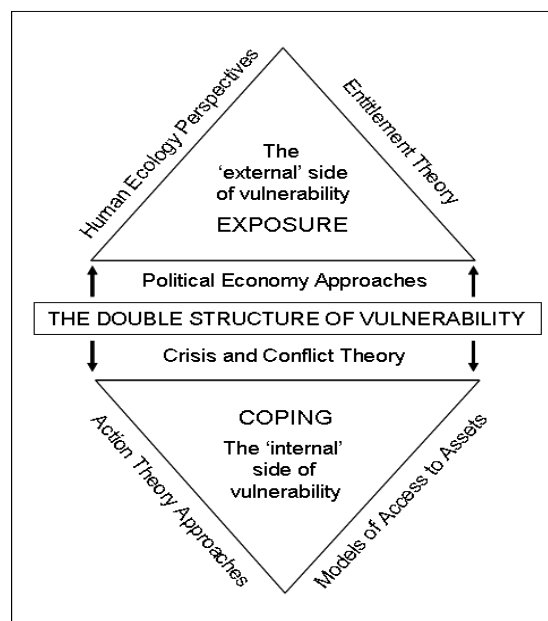 Human Ecology Perspectives
Entitlement Theory
The
‘external’ side
of vulnerability
EXPOSURE
Political Economy Approaches
THE DOUBLE STRUCTURE OF VULNERABILITY
Crisis and Conflict Theory
COPING
The ‘internal’
side of
vulnerability
Action Theory Approaches
Models of Access to Assets